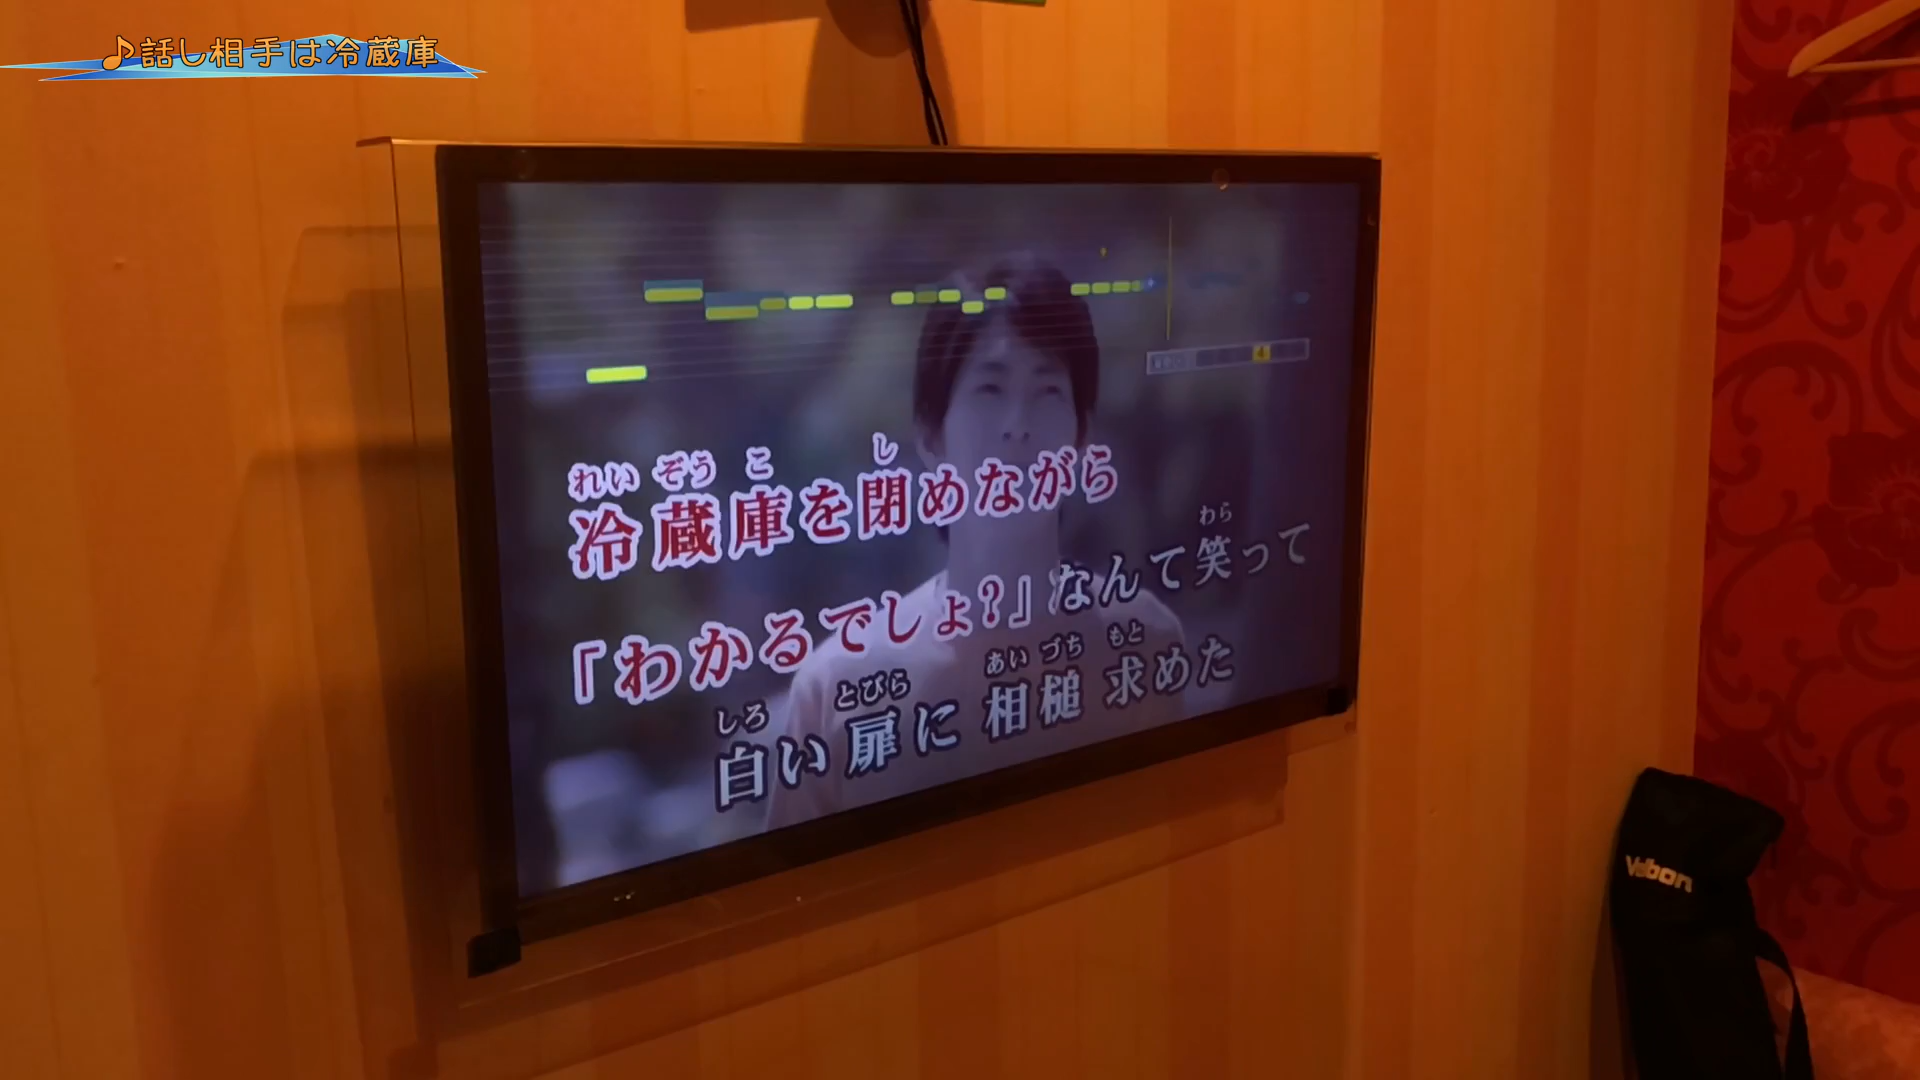 ♪話し相手は冷蔵庫
れいぞうこ し
冷蔵庫を閉めながら
わら
「わかるでしょ?」なんて笑って
しろ とびら あいづち もと
白い扉に 相槌 求めた
Velbon